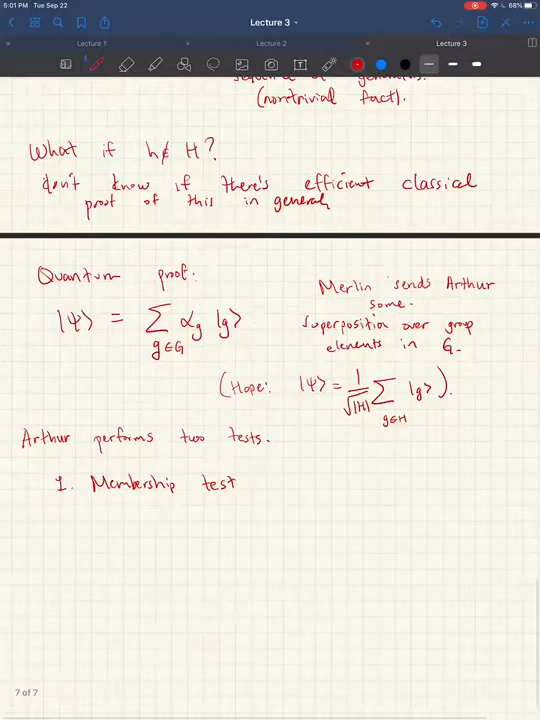 5:01 PM Tue Sep 22
68%
Lecture 3
Lecture 1
Lecture 2
Lecture 3
(nontrivial fact).
What if h∉ H?
don't know if there's efficient classical
proof of this in general
Quantum proof:
Merlin sends Arthur
some
superposition over group
elements in G.
|ψ⟩ = ∑_{g∈G} α_g |g⟩
(Hope: |ψ⟩ = 1/√|H| ∑_{g∈H} |g⟩).
Arthur performs two tests.
1. Membership test
7 of 7